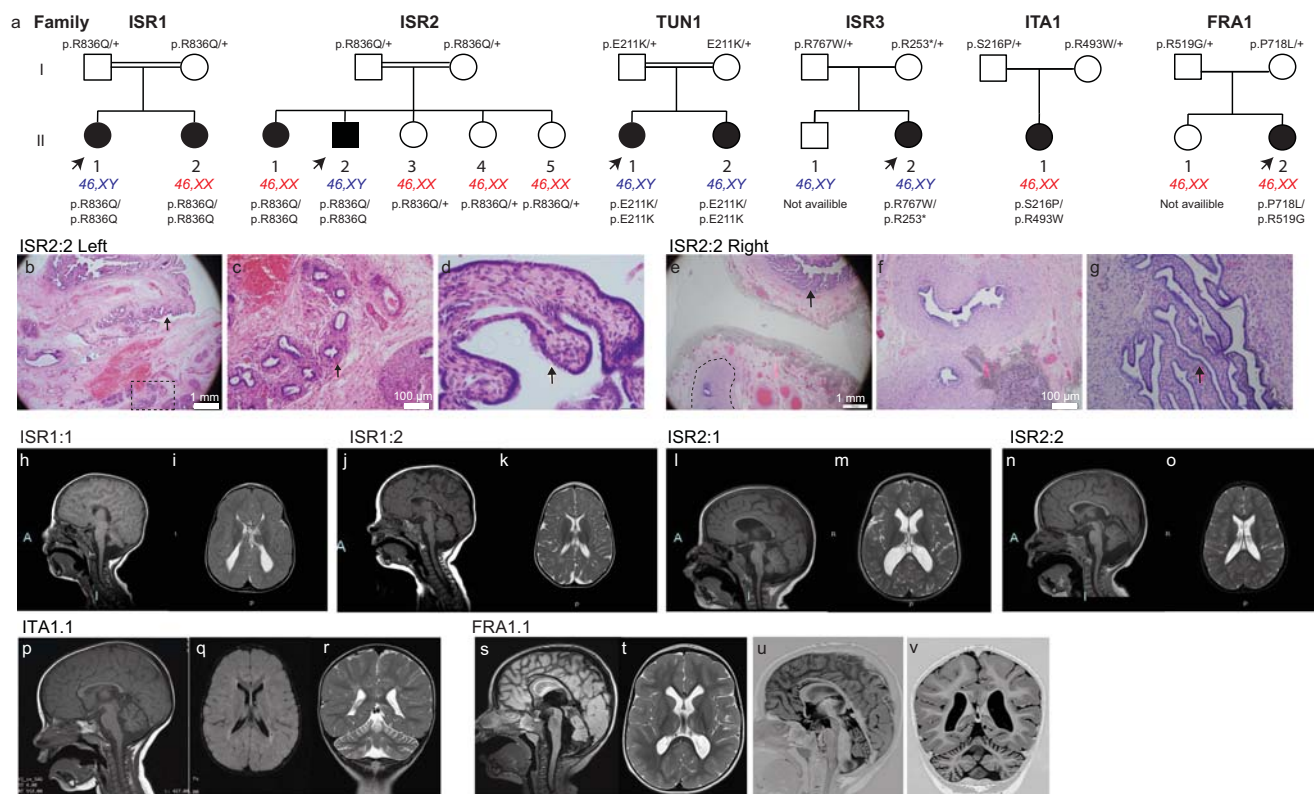 a Family ISR1 ISR2 TUN1 ISR3 ITA1 FRA1
p.R836Q/+ p.R836Q/+ p.R836Q/+ p.R836Q/+ p.E211K/+ E211K/+ p.R767W/+ p.R253*/+ p.S216P/+ p.R493W/+ p.R519G/+ p.P718L/+
I
II
1 2 1 2 3 4 5 1 2 1 2 1 1 2
46,XY 46,XX 46,XX 46,XY 46,XX 46,XX 46,XX 46,XY 46,XY 46,XY 46,XY 46,XX 46,XX 46,XX
p.R836Q/ p.R836Q/ p.R836Q/ p.R836Q/ p.R836Q/+ p.R836Q/+ p.R836Q/+ p.E211K/ p.E211K/ Not availible p.R767W/ p.S216P/ Not availible p.P718L/
p.R836Q p.R836Q p.R836Q p.R836Q p.E211K p.E211K p.R253* p.R493W p.R519G
ISR2:2 Left ISR2:2 Right
b c d e f g
1 mm 100 µm 1 mm 100 µm
ISR1:1 ISR1:2 ISR2:1 ISR2:2
h i j k l m n o
A A A R A R
P P P P
ITA1.1 FRA1.1
p q r s t u v